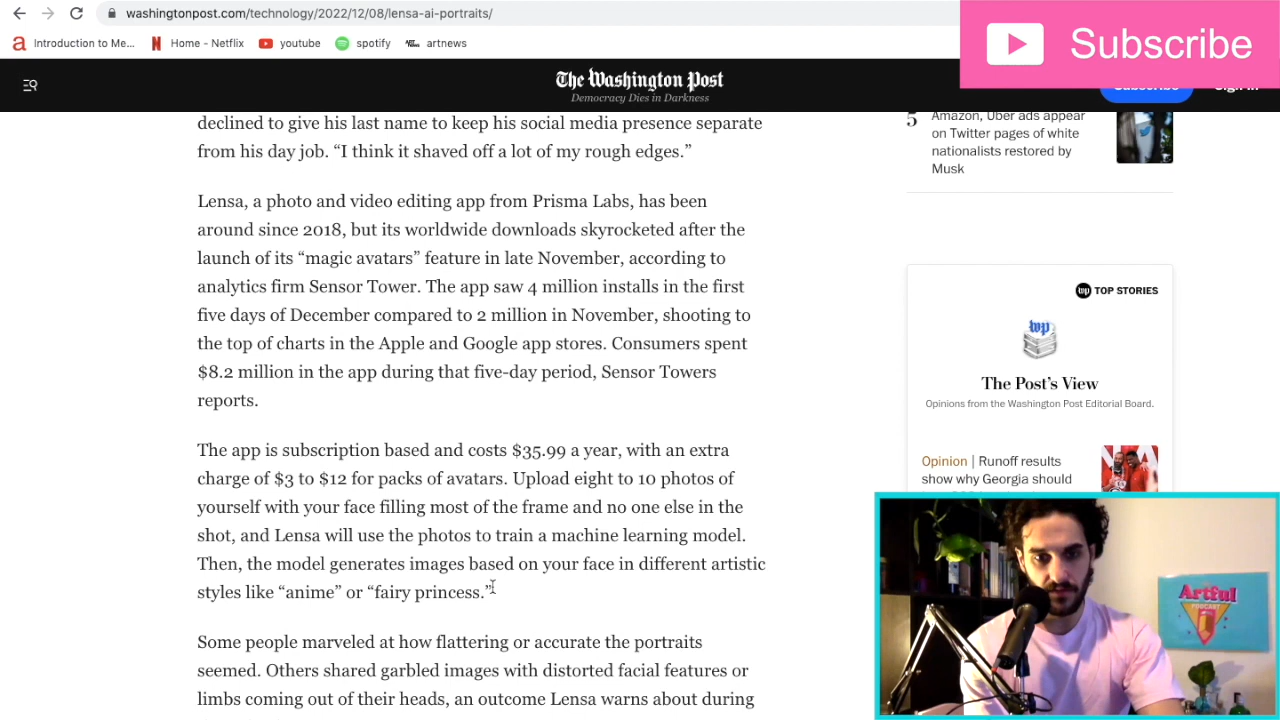 washingtonpost.com/technology/2022/12/08/lensa-ai-portraits/
Introduction to Me...
Home - Netflix
youtube
spotify
artnews
Subscribe
The Washington Post
Democracy Dies in Darkness
declined to give his last name to keep his social media presence separate
from his day job. “I think it shaved off a lot of my rough edges.”
Lensa, a photo and video editing app from Prisma Labs, has been
around since 2018, but its worldwide downloads skyrocketed after the
launch of its “magic avatars” feature in late November, according to
analytics firm Sensor Tower. The app saw 4 million installs in the first
five days of December compared to 2 million in November, shooting to
the top of charts in the Apple and Google app stores. Consumers spent
$8.2 million in the app during that five-day period, Sensor Towers
reports.
The app is subscription based and costs $35.99 a year, with an extra
charge of $3 to $12 for packs of avatars. Upload eight to 10 photos of
yourself with your face filling most of the frame and no one else in the
shot, and Lensa will use the photos to train a machine learning model.
Then, the model generates images based on your face in different artistic
styles like “anime” or “fairy princess.”
Some people marveled at how flattering or accurate the portraits
seemed. Others shared garbled images with distorted facial features or
limbs coming out of their heads, an outcome Lensa warns about during
5
Amazon, Uber ads appear
on Twitter pages of white
nationalists restored by
Musk
wp TOP STORIES
wp
The Post’s View
Opinions from the Washington Post Editorial Board.
Opinion | Runoff results
show why Georgia should
Artful
PODCAST